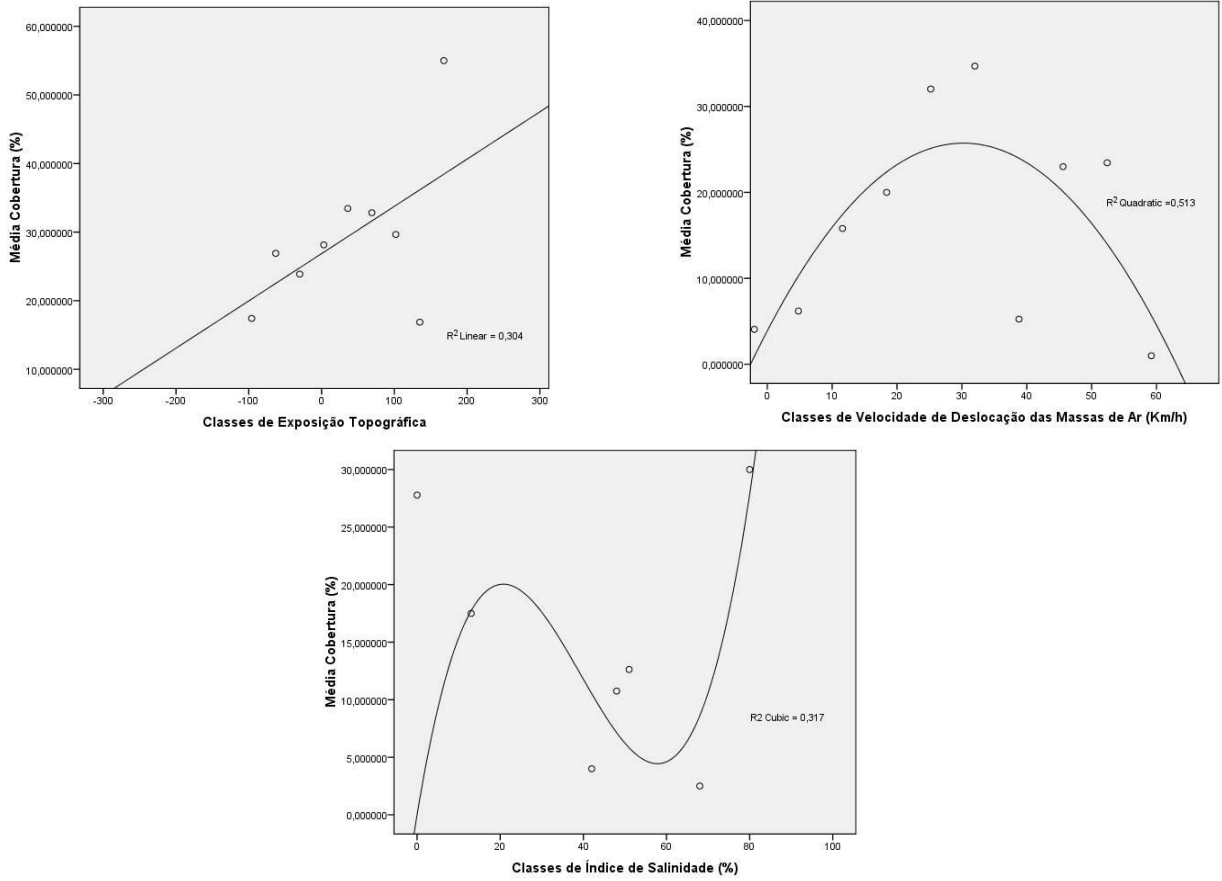 60,000000
50,000000
40,000000
30,000000
20,000000
10,000000
Média Cobertura (%)
R² Linear = 0,304
-300 -200 -100 0 100 200 300
Classes de Exposição Topográfica
40,000000
30,000000
20,000000
10,000000
0,000000
Média Cobertura (%)
R² Quadratic =0,513
0 10 20 30 40 50 60
Classes de Velocidade de Deslocação das Massas de Ar (Km/h)
30,000000
25,000000
20,000000
15,000000
10,000000
5,000000
0,000000
Média Cobertura (%)
R2 Cubic = 0,317
0 20 40 60 80 100
Classes de Índice de Salinidade (%)